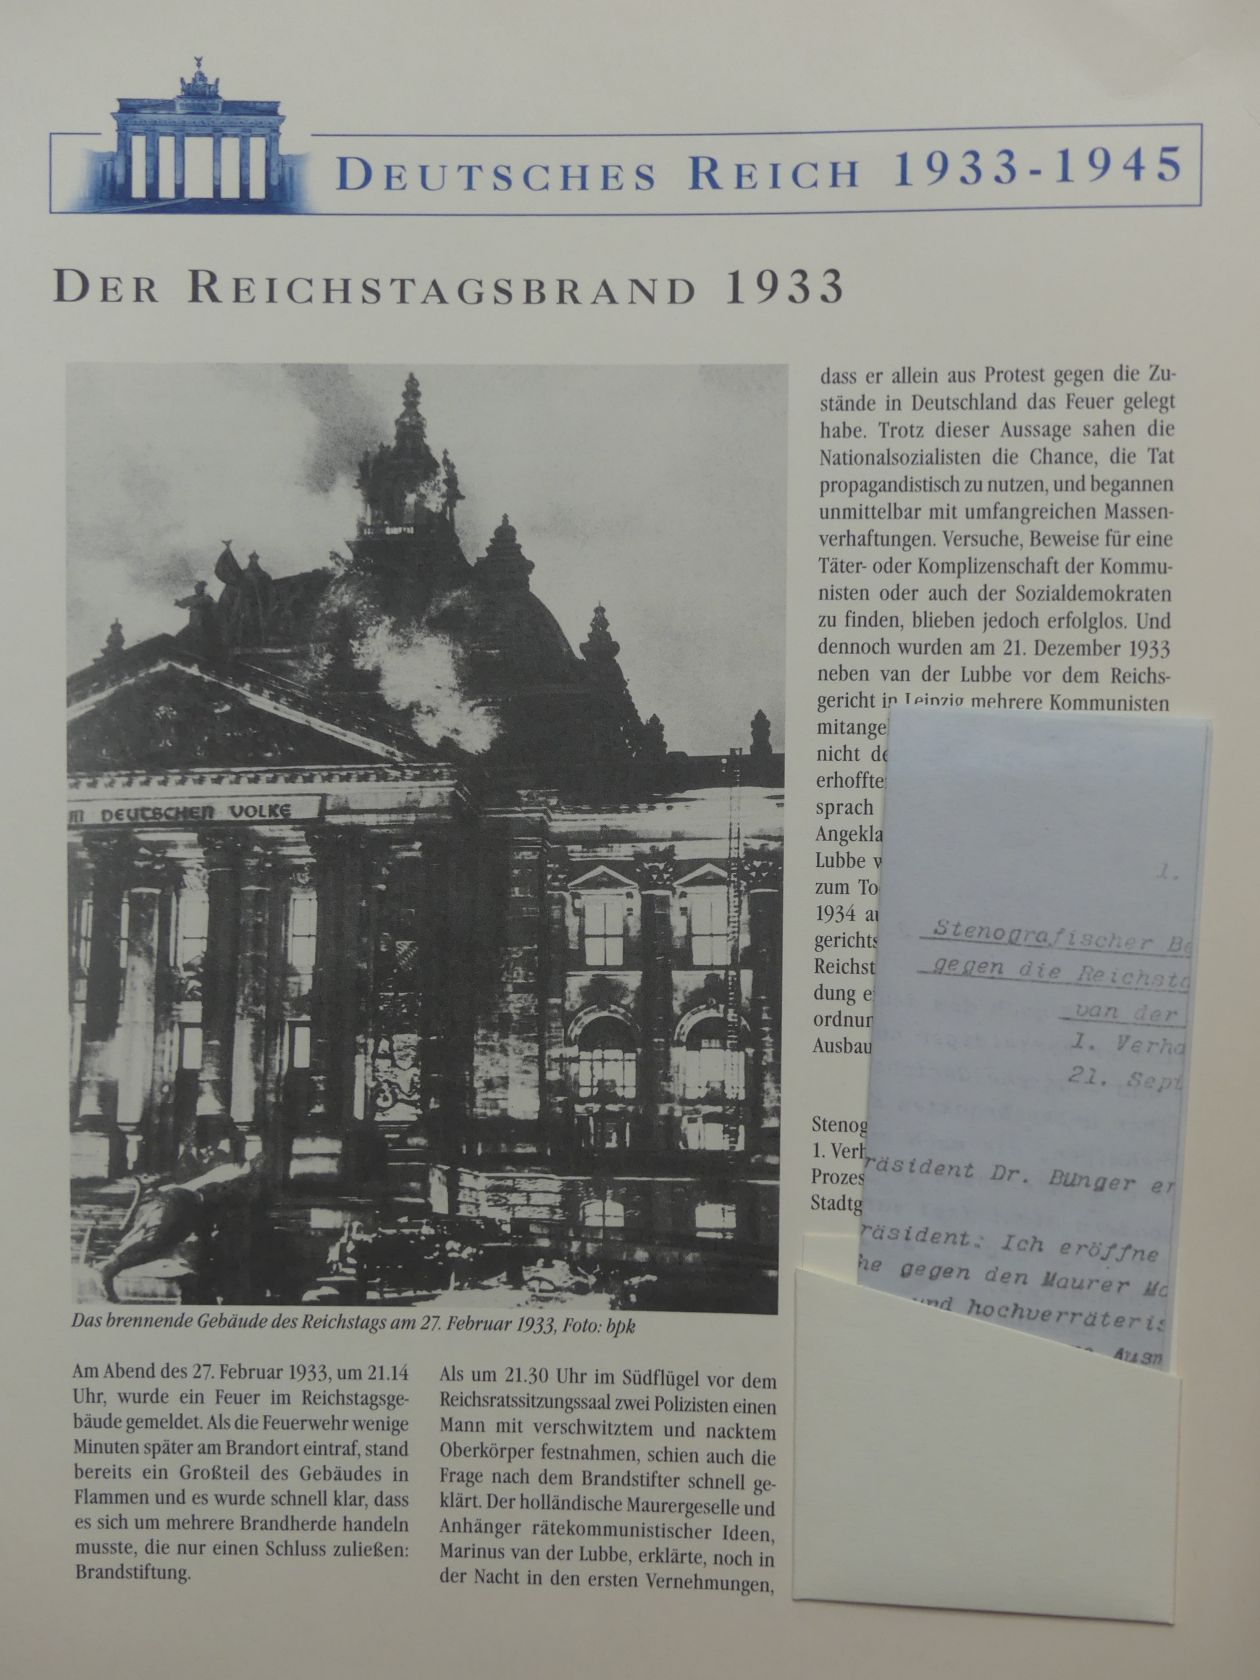 DEUTSCHES REICH 1933-1945
DER REICHSTAGSBRAND 1933
DEUTSCHEN VOLKE
Das brennende Gebäude des Reichstags am 27. Februar 1933, Foto: bpk
Am Abend des 27. Februar 1933, um 21.14
Uhr, wurde ein Feuer im Reichstagsge-
bäude gemeldet. Als die Feuerwehr wenige
Minuten später am Brandort eintraf, stand
bereits ein Großteil des Gebäudes in
Flammen und es wurde schnell klar, dass
es sich um mehrere Brandherde handeln
musste, die nur einen Schluss zuließen:
Brandstiftung.
Als um 21.30 Uhr im Südflügel vor dem
Reichsratssitzungssaal zwei Polizisten einen
Mann mit verschwitztem und nacktem
Oberkörper festnahmen, schien auch die
Frage nach dem Brandstifter schnell ge-
klärt. Der holländische Maurergeselle und
Anhänger rätekommunistischer Ideen,
Marinus van der Lubbe, erklärte, noch in
der Nacht in den ersten Vernehmungen,
dass er allein aus Protest gegen die Zu-
stände in Deutschland das Feuer gelegt
habe. Trotz dieser Aussage sahen die
Nationalsozialisten die Chance, die Tat
propagandistisch zu nutzen, und begannen
unmittelbar mit umfangreichen Massen-
verhaftungen. Versuche, Beweise für eine
Täter- oder Komplizenschaft der Kommu-
nisten oder auch der Sozialdemokraten
zu finden, blieben jedoch erfolglos. Und
dennoch wurden am 21. Dezember 1933
neben van der Lubbe vor dem Reichs-
gericht in Leipzig mehrere Kommunisten
mitange
nicht de
erhoffte
sprach
Angekla
Lubbe v
zum To
1934 au
gerichts
Reichst
dung e
ordnun
Ausbau
Stenog
1. Verh
Prozes
Stadtg
1.
Stenografischer Be
gegen die Reichsta
van der
1. Verha
21. Sept
räsident Dr. Bünger er
räsident: Ich eröffne
he gegen den Maurer Ma
und hochverräteris